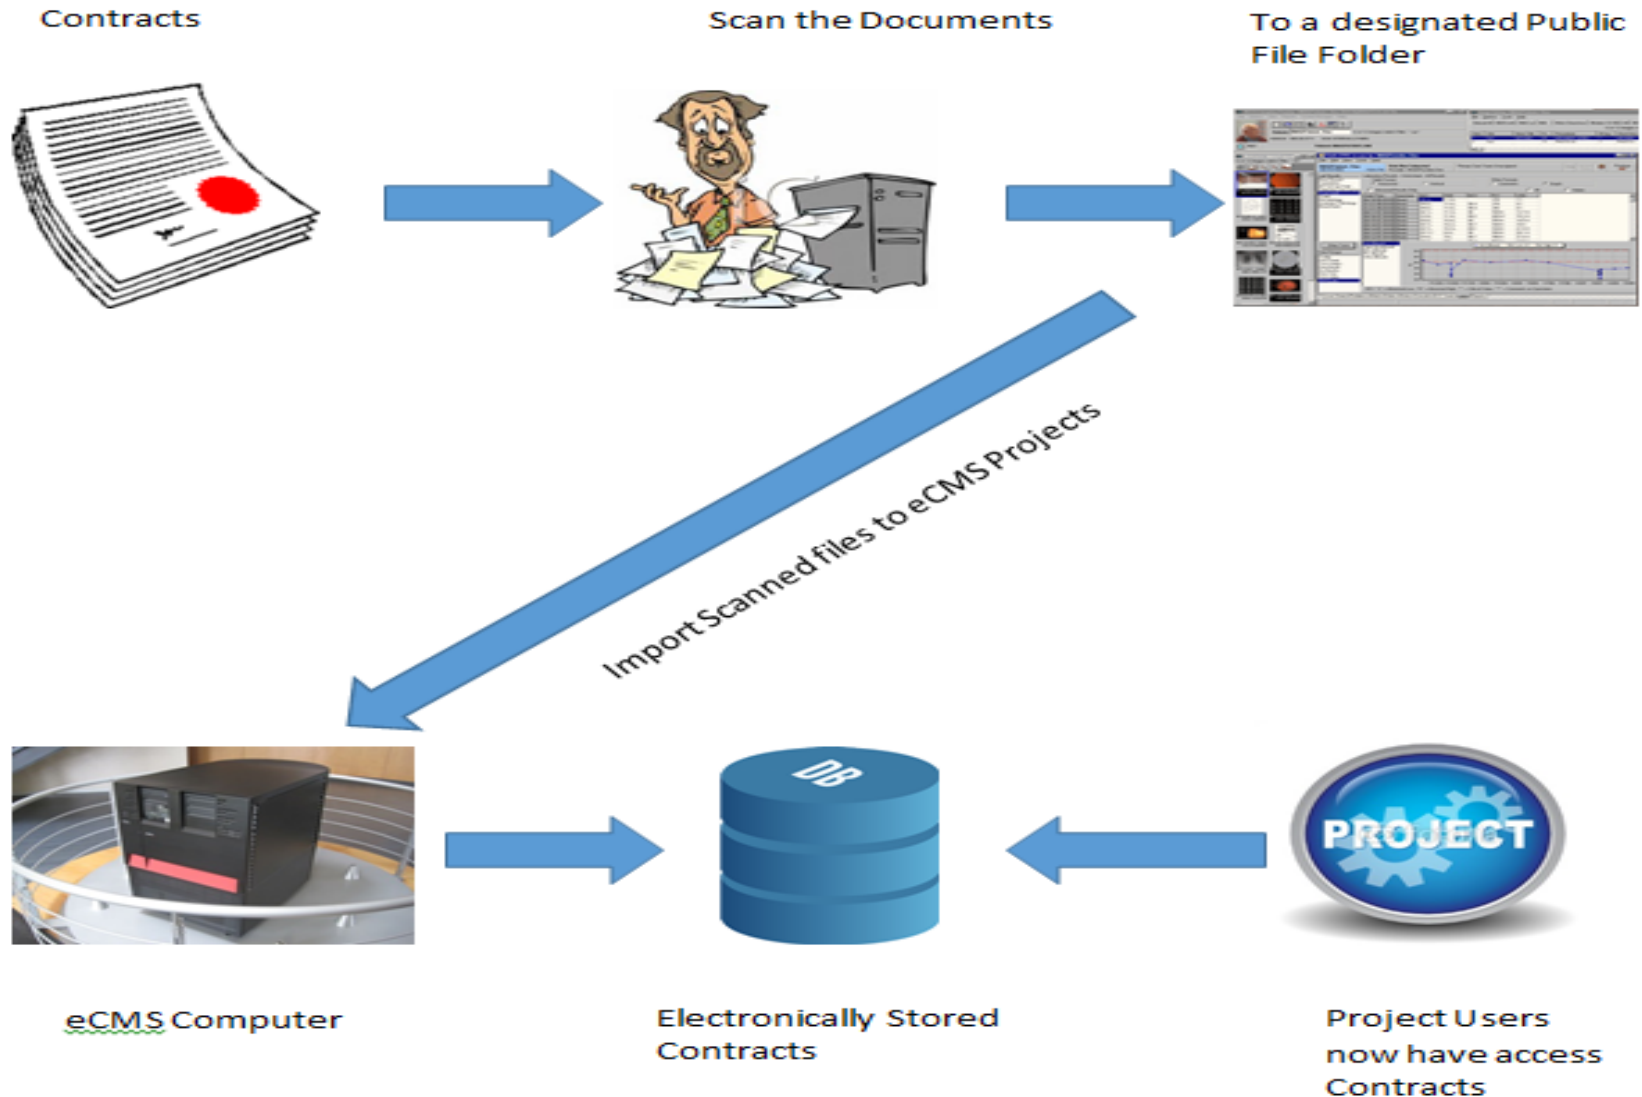 Contracts
Scan the Documents
To a designated Public
File Folder
Import Scanned files to eCMS Projects
DB
PROJECT
eCMS Computer
Electronically Stored
Contracts
Project Users
now have access
Contracts